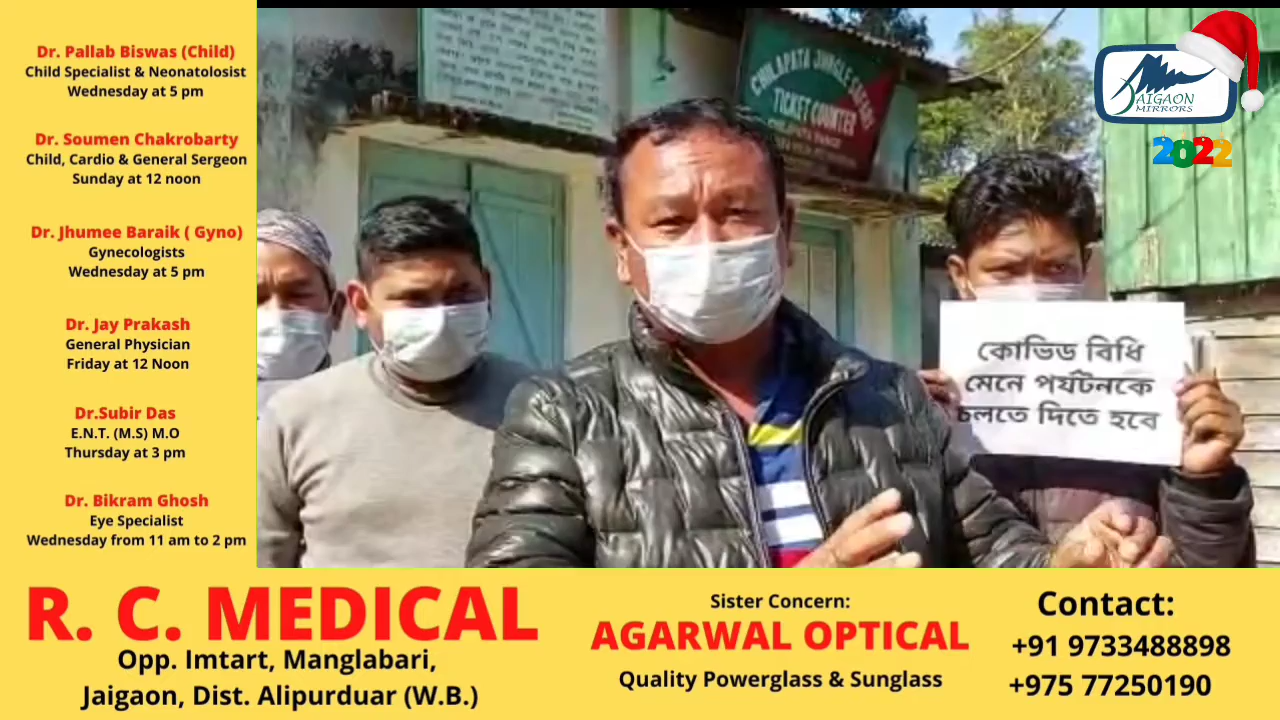 Dr. Pallab Biswas (Child)
Child Specialist & Neonatolosist
Wednesday at 5 pm
Dr. Soumen Chakrobarty
Child, Cardio & General Sergeon
Sunday at 12 noon
Dr. Jhumee Baraik ( Gyno)
Gynecologists
Wednesday at 5 pm
Dr. Jay Prakash
General Physician
Friday at 12 Noon
Dr.Subir Das
E.N.T. (M.S) M.O
Thursday at 3 pm
Dr. Bikram Ghosh
Eye Specialist
Wednesday from 11 am to 2 pm
CHILAPATA JUNGLE SAFARI
TICKET COUNTER
JAIGAON
MIRRORS
2022
কোভিড বিধি
মেনে পর্যটনকে
চলতে দিতে হবে
R. C. MEDICAL
Opp. Imtart, Manglabari,
Jaigaon, Dist. Alipurduar (W.B.)
Sister Concern:
AGARWAL OPTICAL
Quality Powerglass & Sunglass
Contact:
+91 9733488898
+975 77250190